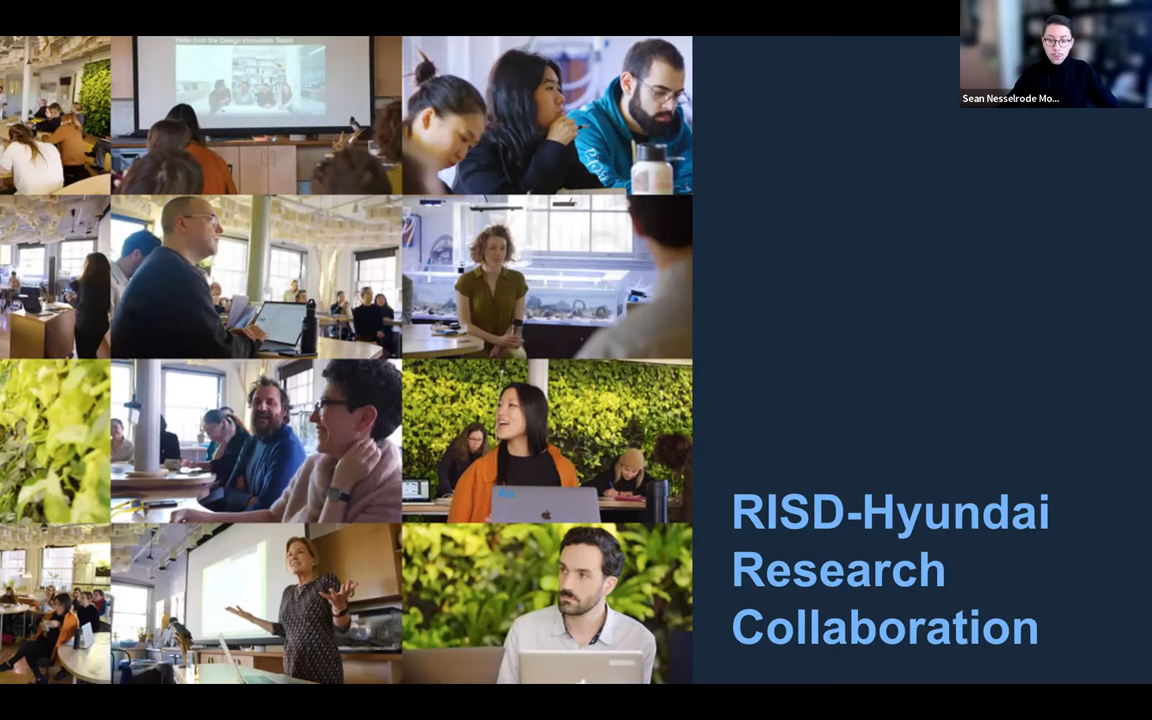 Hello from the Design Innovation Team!
Sean Nesselrode Mo...
RISD-Hyundai
Research
Collaboration